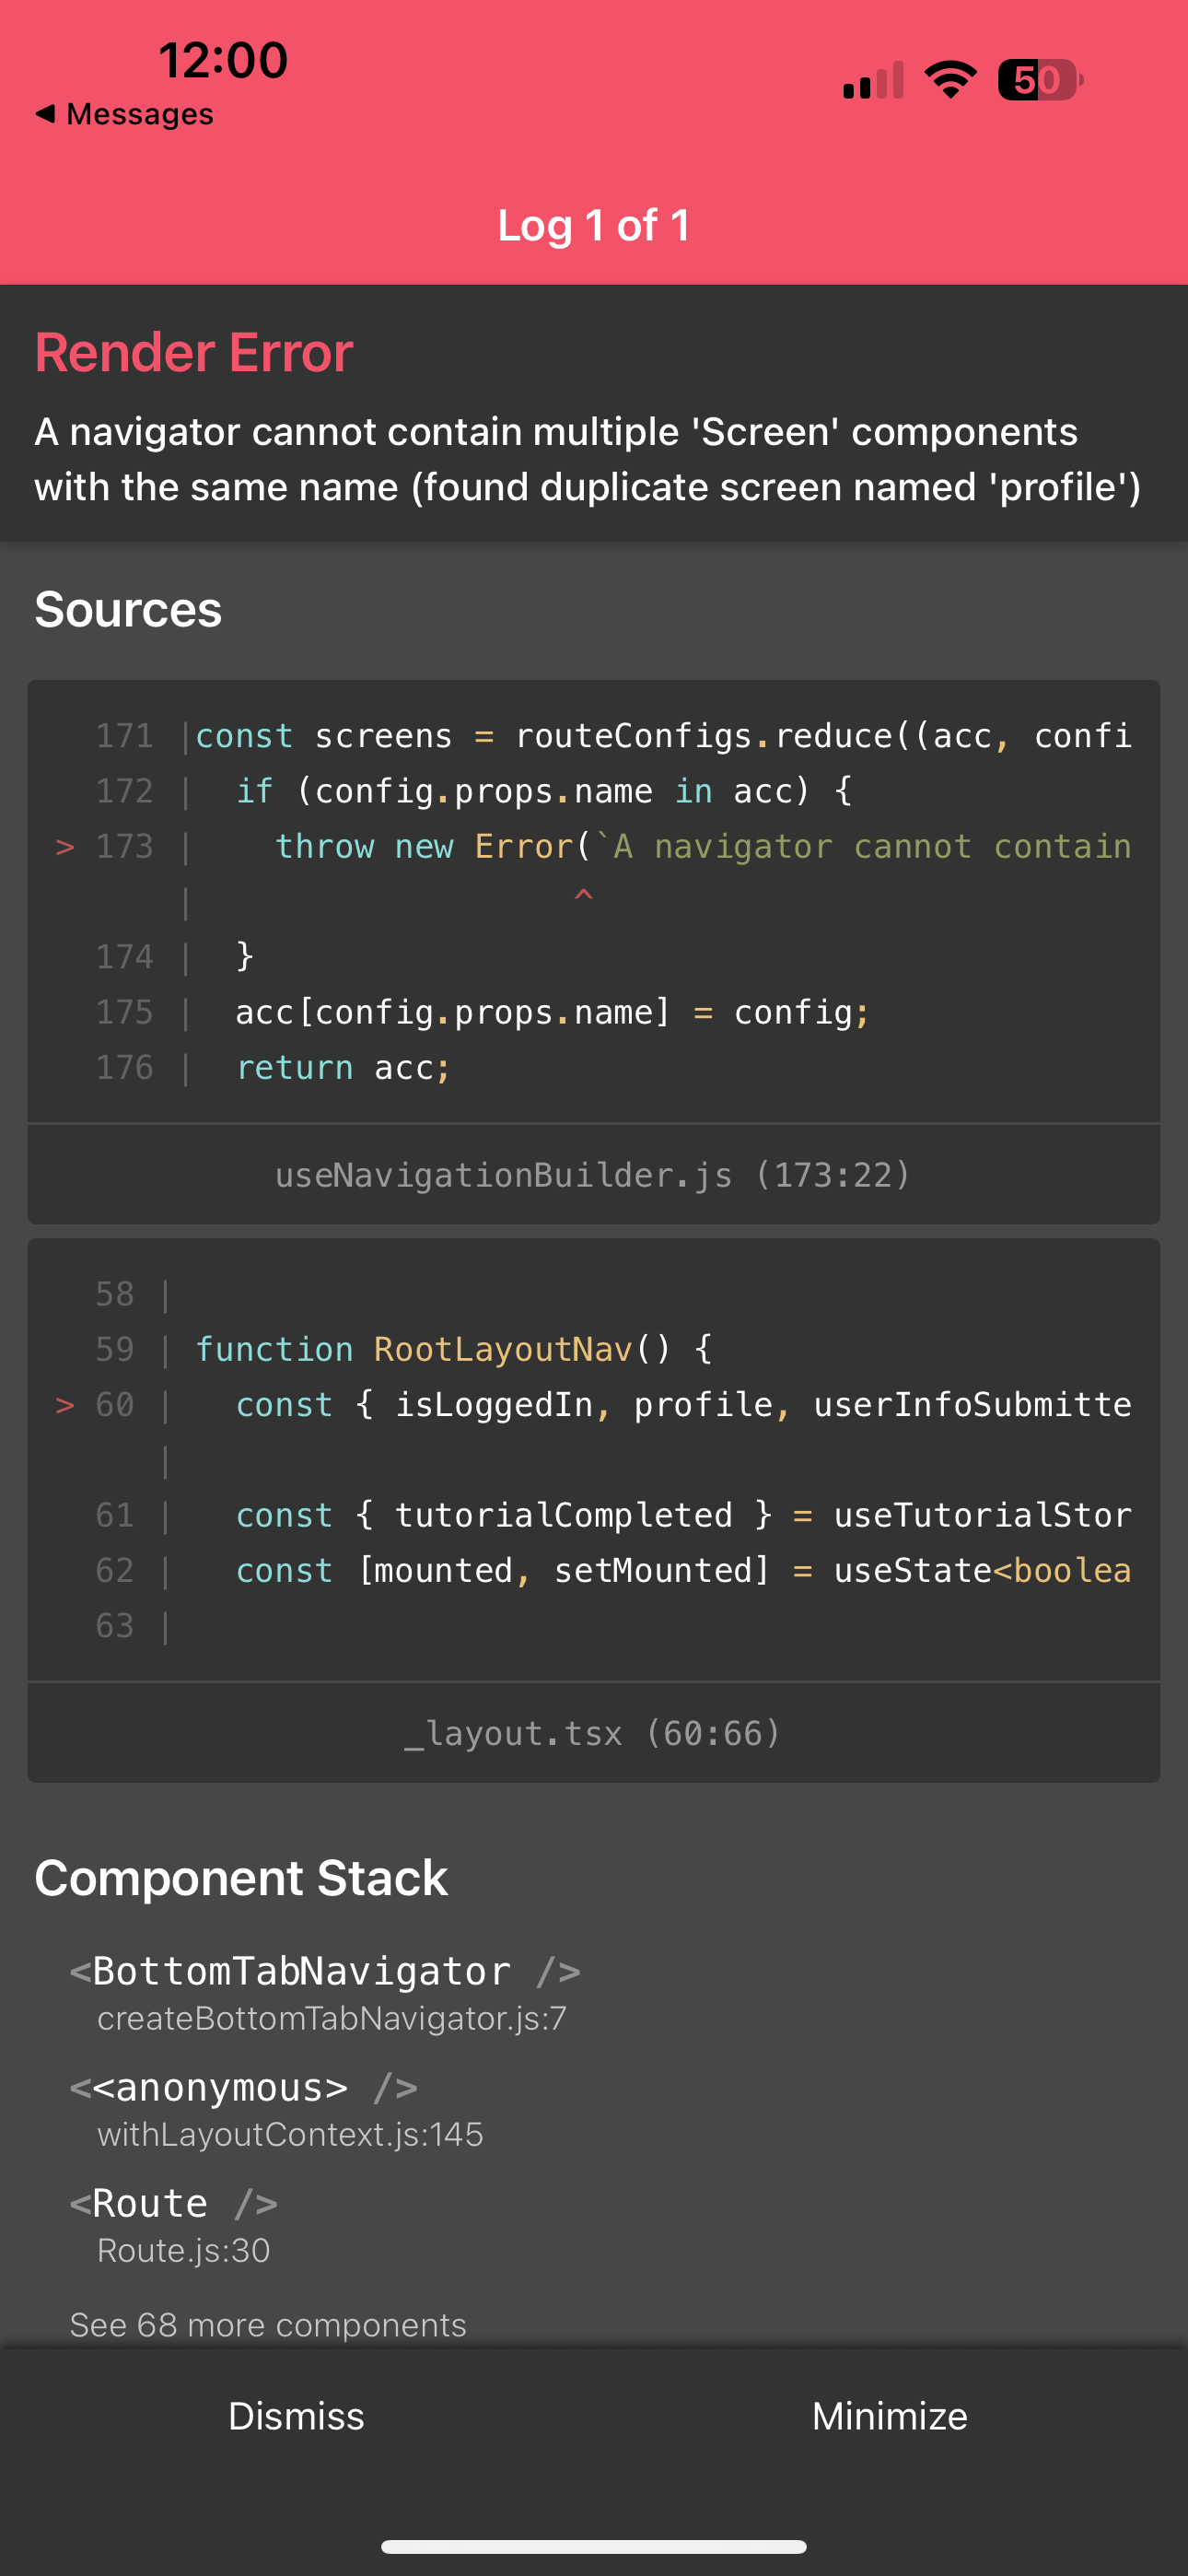 12:00
50
◀ Messages
Log 1 of 1
Render Error
A navigator cannot contain multiple 'Screen' components
with the same name (found duplicate screen named 'profile')
Sources
171 |const screens = routeConfigs.reduce((acc, confi
172 |  if (config.props.name in acc) {
> 173 |    throw new Error(`A navigator cannot contain
|                   ^
174 |  }
175 |  acc[config.props.name] = config;
176 |  return acc;
useNavigationBuilder.js (173:22)
58 |
59 | function RootLayoutNav() {
> 60 |   const { isLoggedIn, profile, userInfoSubmitte
|
61 |   const { tutorialCompleted } = useTutorialStor
62 |   const [mounted, setMounted] = useState<boolea
63 |
_layout.tsx (60:66)
Component Stack
<BottomTabNavigator />
createBottomTabNavigator.js:7
<<anonymous> />
withLayoutContext.js:145
<Route />
Route.js:30
See 68 more components
Dismiss
Minimize